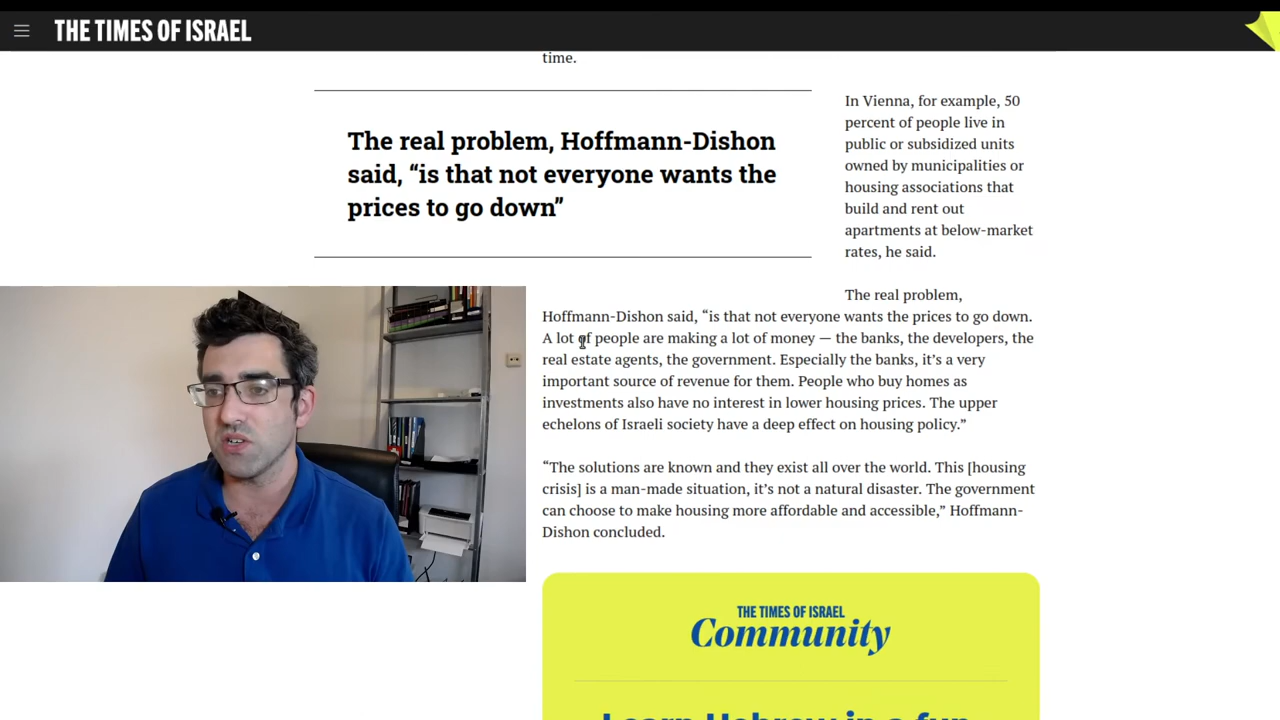 THE TIMES OF ISRAEL
time.
The real problem, Hoffmann-Dishon
said, “is that not everyone wants the
prices to go down”
In Vienna, for example, 50
percent of people live in
public or subsidized units
owned by municipalities or
housing associations that
build and rent out
apartments at below-market
rates, he said.
The real problem,
Hoffmann-Dishon said, “is that not everyone wants the prices to go down.
A lot of people are making a lot of money — the banks, the developers, the
real estate agents, the government. Especially the banks, it’s a very
important source of revenue for them. People who buy homes as
investments also have no interest in lower housing prices. The upper
echelons of Israeli society have a deep effect on housing policy.”
“The solutions are known and they exist all over the world. This [housing
crisis] is a man-made situation, it’s not a natural disaster. The government
can choose to make housing more affordable and accessible,” Hoffmann-
Dishon concluded.
THE TIMES OF ISRAEL
Community
Learn Hebrew in a fun,